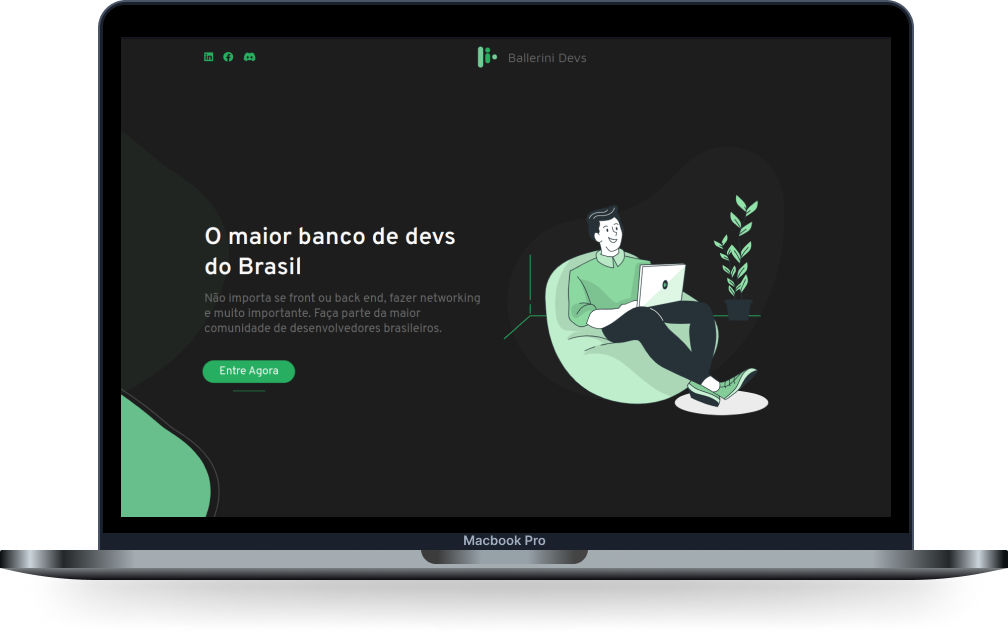 Ballerini Devs
O maior banco de devs
do Brasil
Não importa se front ou back end, fazer networking
e muito importante. Faça parte da maior
comunidade de desenvolvedores brasileiros.
Entre Agora
Macbook Pro